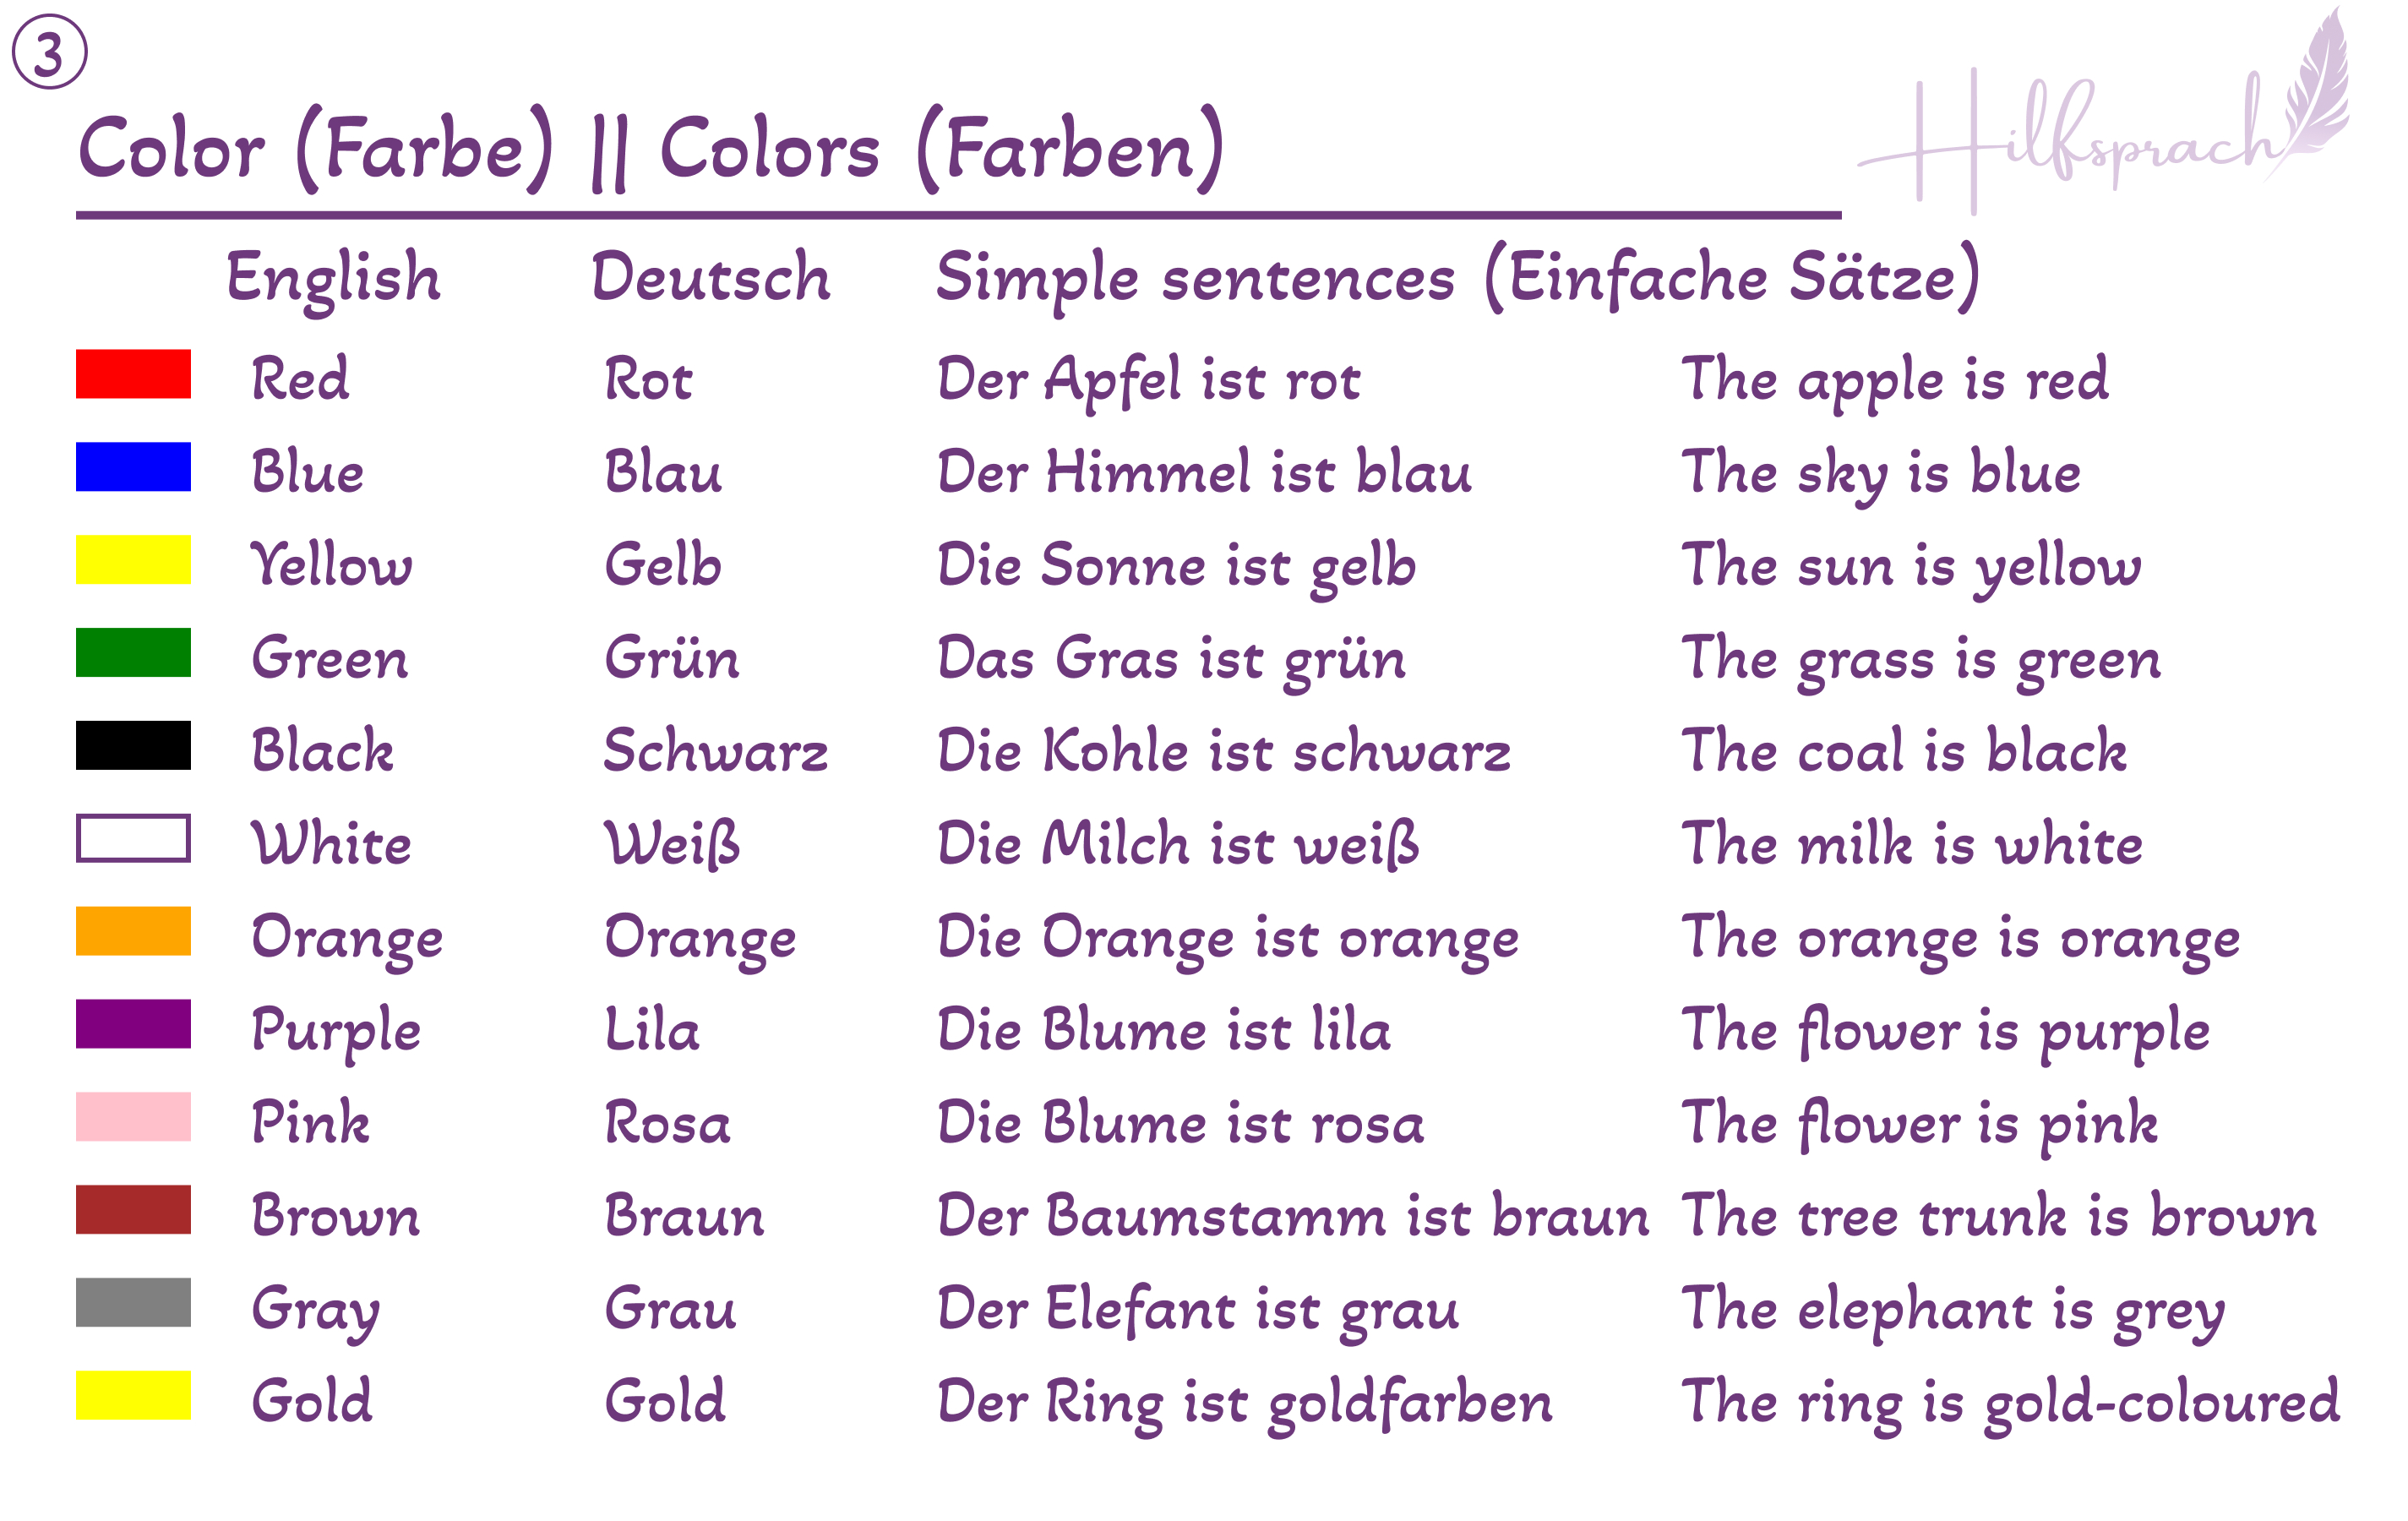 3
Hilfsprach
Color (Farbe) || Colors (Farben)
English Deutsch Simple sentences (Einfache Sätze)
Red Rot Der Apfel ist rot The apple is red
Blue Blau Der Himmel ist blau The sky is blue
Yellow Gelb Die Sonne ist gelb The sun is yellow
Green Grün Das Gras ist grün The grass is green
Black Schwarz Die Kohle ist schwarz The coal is black
White Weiß Die Milch ist weiß The milk is white
Orange Orange Die Orange ist orange The orange is orange
Purple Lila Die Blume ist lila The flower is purple
Pink Rosa Die Blume ist rosa The flower is pink
Brown Braun Der Baumstamm ist braun The tree trunk is brown
Gray Grau Der Elefant ist grau The elephant is grey
Gold Gold Der Ring ist goldfarben The ring is gold-coloured